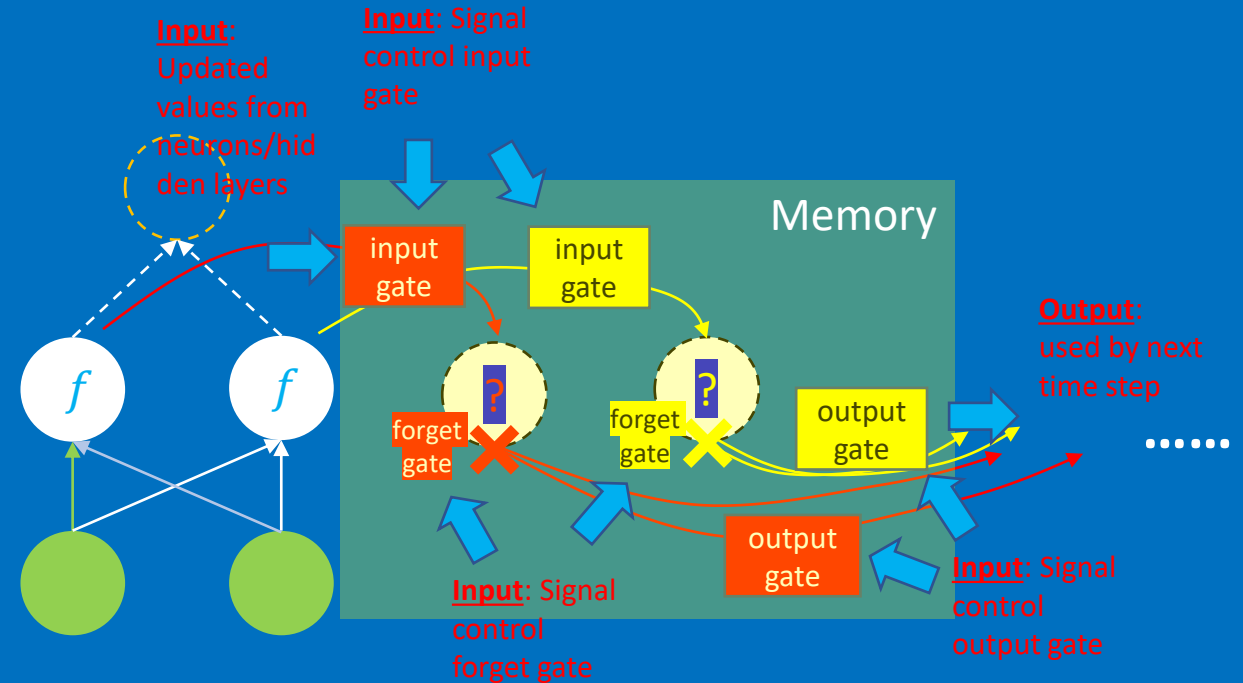 Input:
Updated
values from
neurons/hid
den layers
Input: Signal
control input
gate
Memory
input
gate
input
gate
f
f
?
?
forget
gate
forget
gate
output
gate
output
gate
Output:
used by next
time step
......
Input: Signal
control
forget gate
Input: Signal
control
output gate